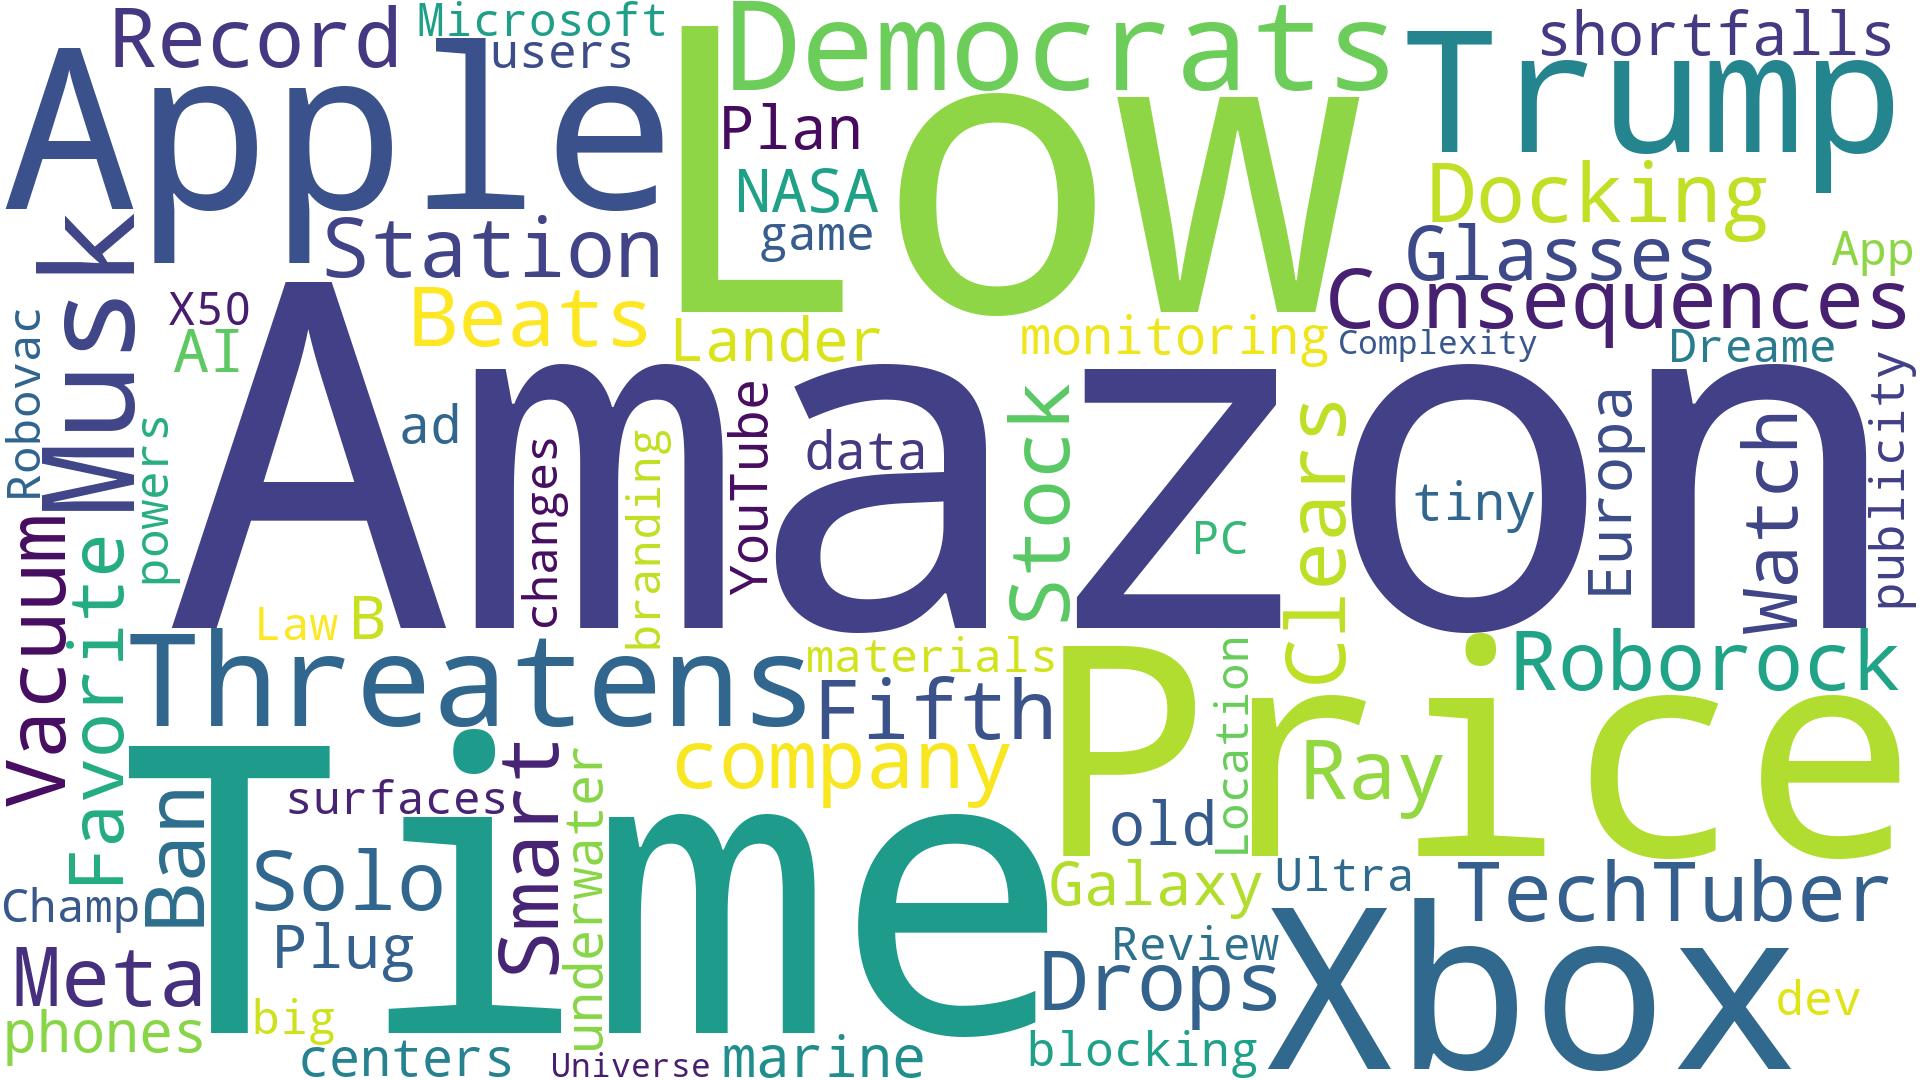 Record
Microsoft
users
Democrats
shortfalls
Apple
Low
Trump
Plan
NASA
game
Docking
Station
Glasses
App
Musk
Consequences
X50
AI
Beats
Lander
monitoring
Complexity
Dreame
Robovac
Amazon
powers
ad
changes
branding
YouTube
data
Stock
PC
clears
tiny
Europa
Watch
publicity
Vacuum
Favorite
Law
B
Threatens
materials
Fifth
Price
Location
Roborock
company
Ray
Time
Ban
surfaces
Smart
underwater
old
Solo
Galaxy
Ultra
TechTuber
Champ
Plug
Review
Xbox
Meta
Drops
dev
phones
big
centers
Universe
marine
blocking